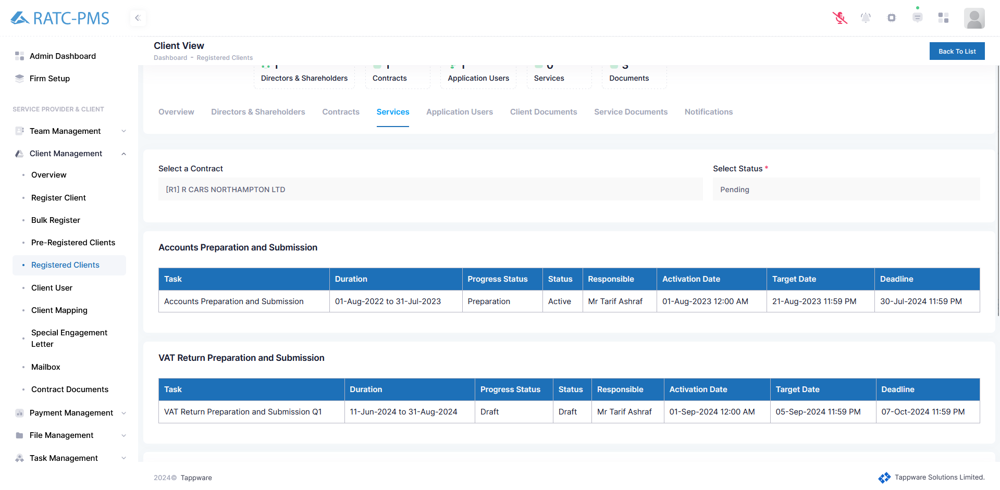 RATC-PMS
Client View
Dashboard - Registered Clients
Back To List
Admin Dashboard
Firm Setup
SERVICE PROVIDER & CLIENT
Team Management
Client Management
Overview
Register Client
Bulk Register
Pre-Registered Clients
Registered Clients
Client User
Client Mapping
Special Engagement
Letter
Mailbox
Contract Documents
Payment Management
File Management
Task Management
1 1 1 0 3
Directors & Shareholders Contracts Application Users Services Documents
Overview Directors & Shareholders Contracts Services Application Users Client Documents Service Documents Notifications
Select a Contract Select Status *
[R1] R CARS NORTHAMPTON LTD Pending
Accounts Preparation and Submission
Task Duration Progress Status Status Responsible Activation Date Target Date Deadline
Accounts Preparation and Submission 01-Aug-2022 to 31-Jul-2023 Preparation Active Mr Tarif Ashraf 01-Aug-2023 12:00 AM 21-Aug-2023 11:59 PM 30-Jul-2024 11:59 PM
VAT Return Preparation and Submission
Task Duration Progress Status Status Responsible Activation Date Target Date Deadline
VAT Return Preparation and Submission Q1 11-Jun-2024 to 31-Aug-2024 Draft Draft Mr Tarif Ashraf 01-Sep-2024 12:00 AM 05-Sep-2024 11:59 PM 07-Oct-2024 11:59 PM
2024© Tappware
Tappware Solutions Limited.